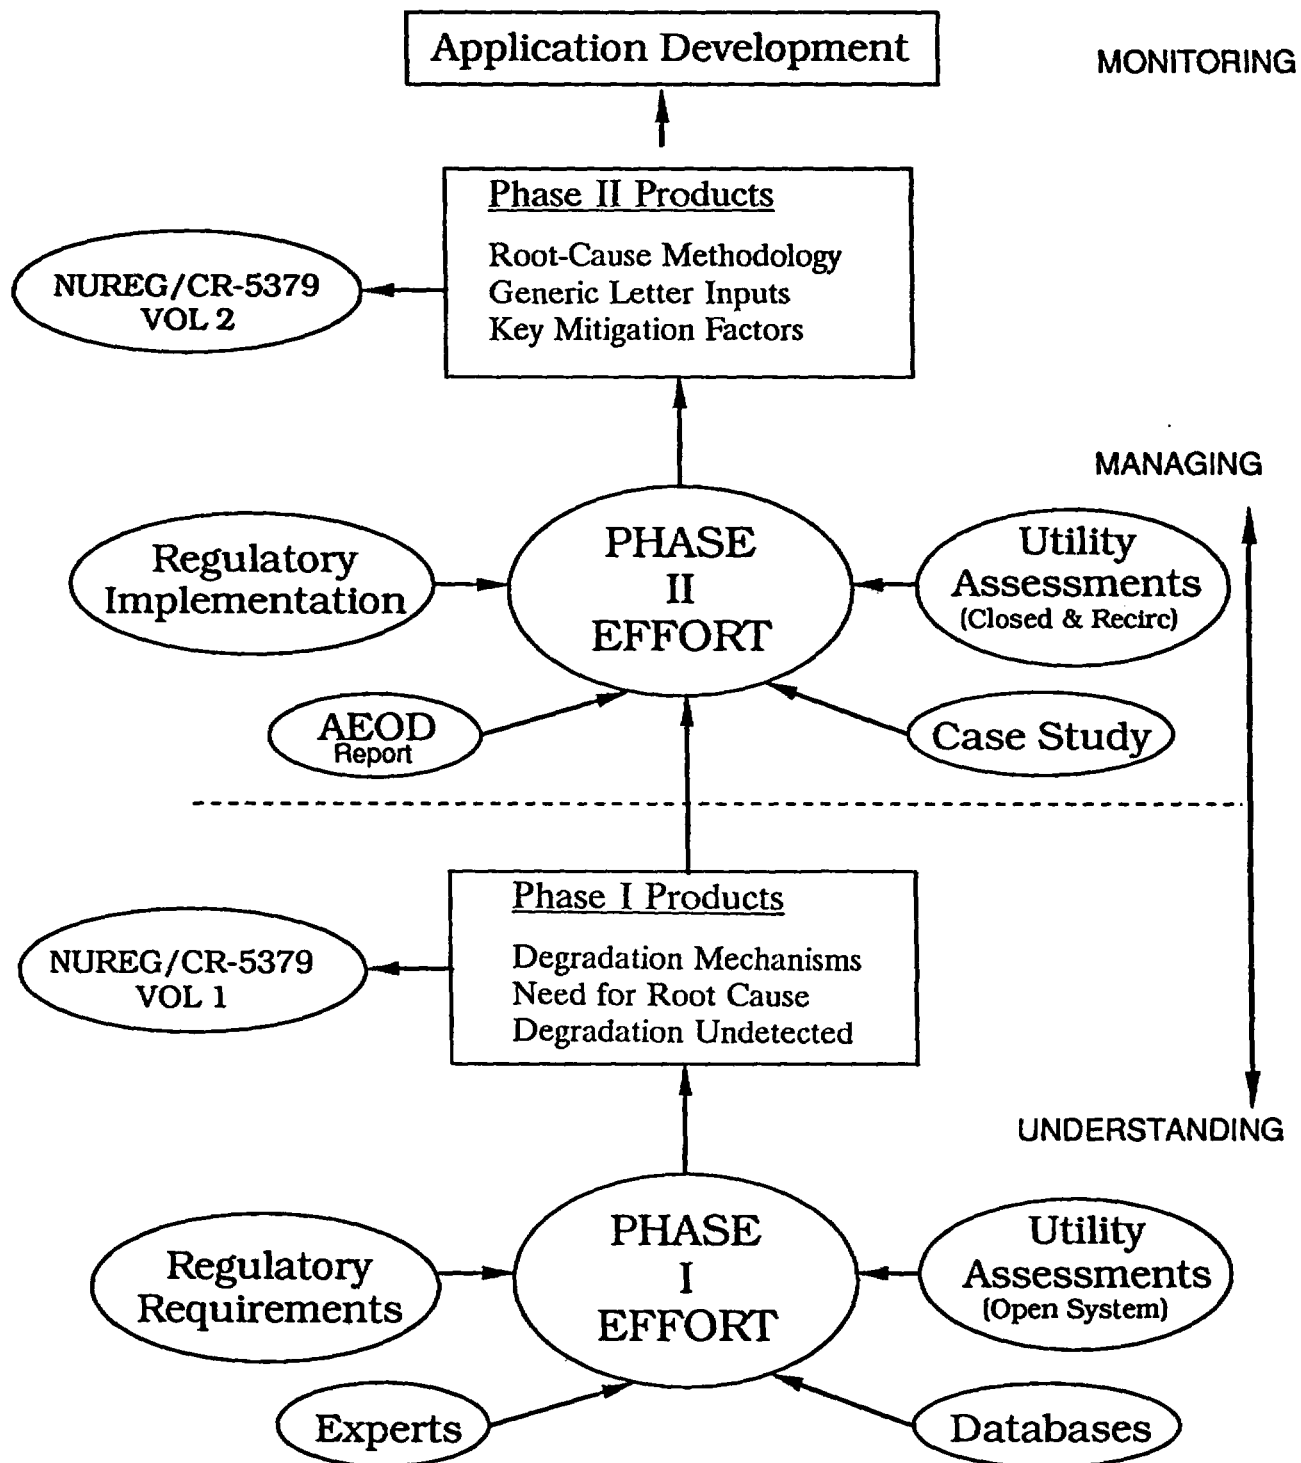 Application Development
MONITORING
Phase II Products
Root-Cause Methodology
Generic Letter Inputs
Key Mitigation Factors
NUREG/CR-5379
VOL 2
MANAGING
Regulatory
Implementation
PHASE
II
EFFORT
Utility
Assessments
(Closed & Recirc)
AEOD
Report
Case Study
Phase I Products
Degradation Mechanisms
Need for Root Cause
Degradation Undetected
NUREG/CR-5379
VOL 1
UNDERSTANDING
Regulatory
Requirements
PHASE
I
EFFORT
Utility
Assessments
(Open System)
Experts
Databases